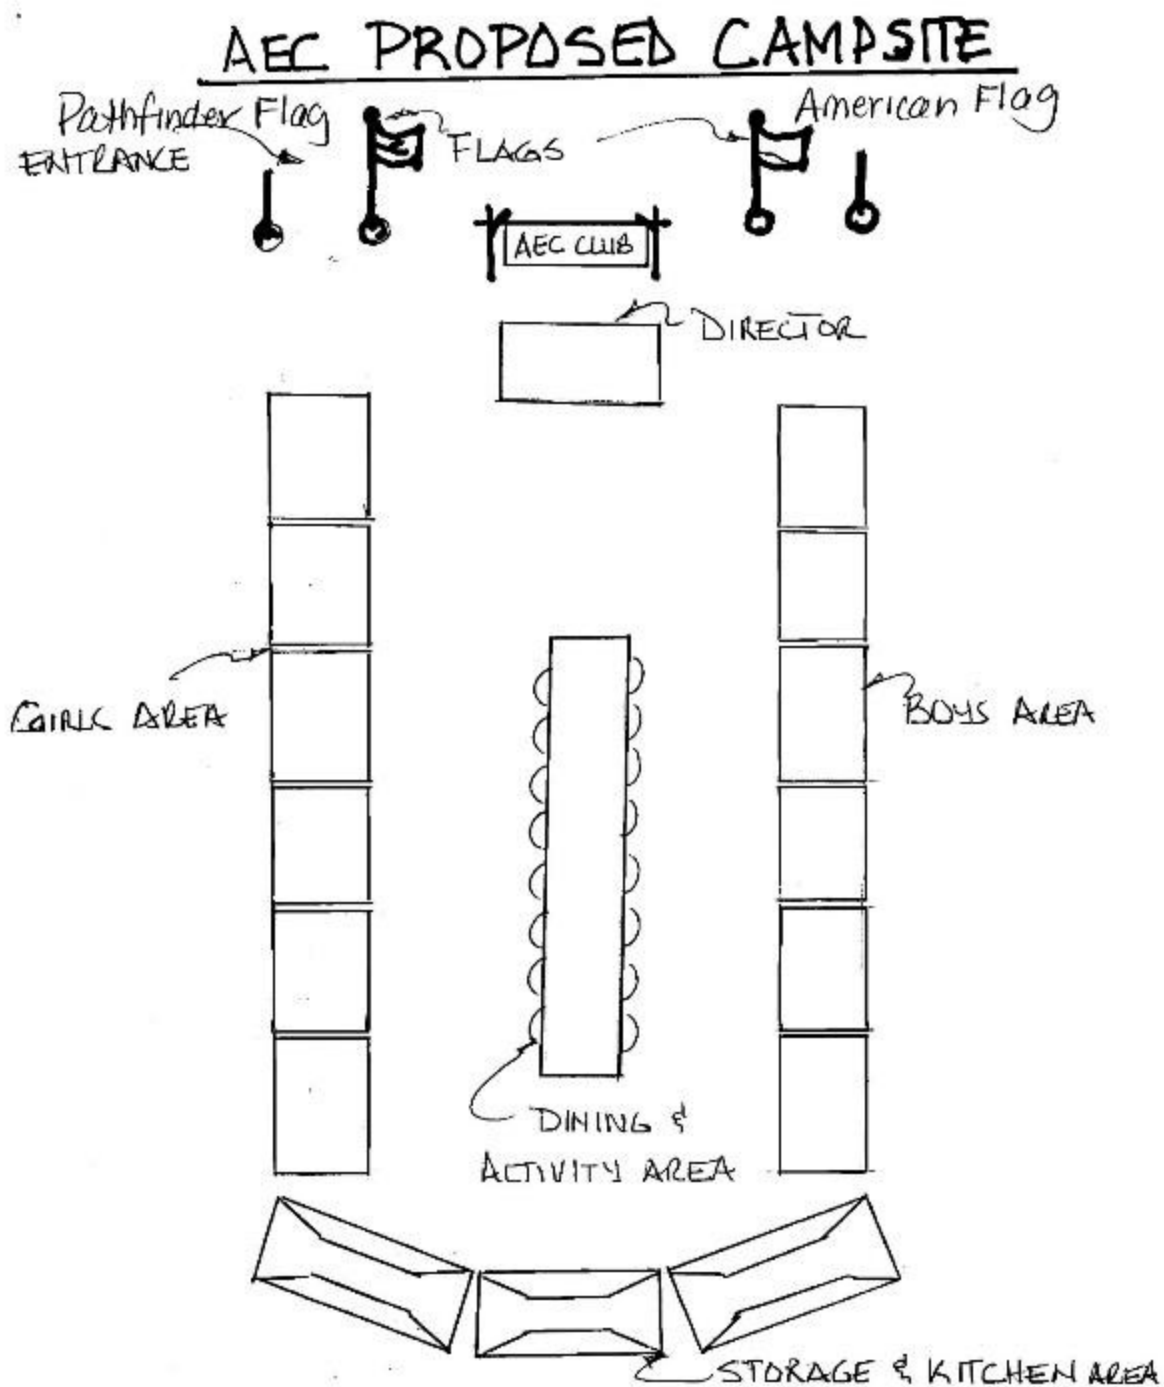 AEC PROPOSED CAMPSITE
Pathfinder Flag
American Flag
ENTRANCE
FLAGS
AEC CLUB
DIRECTOR
GIRLS AREA
BOYS AREA
DINING &
ACTIVITY AREA
STORAGE & KITCHEN AREA